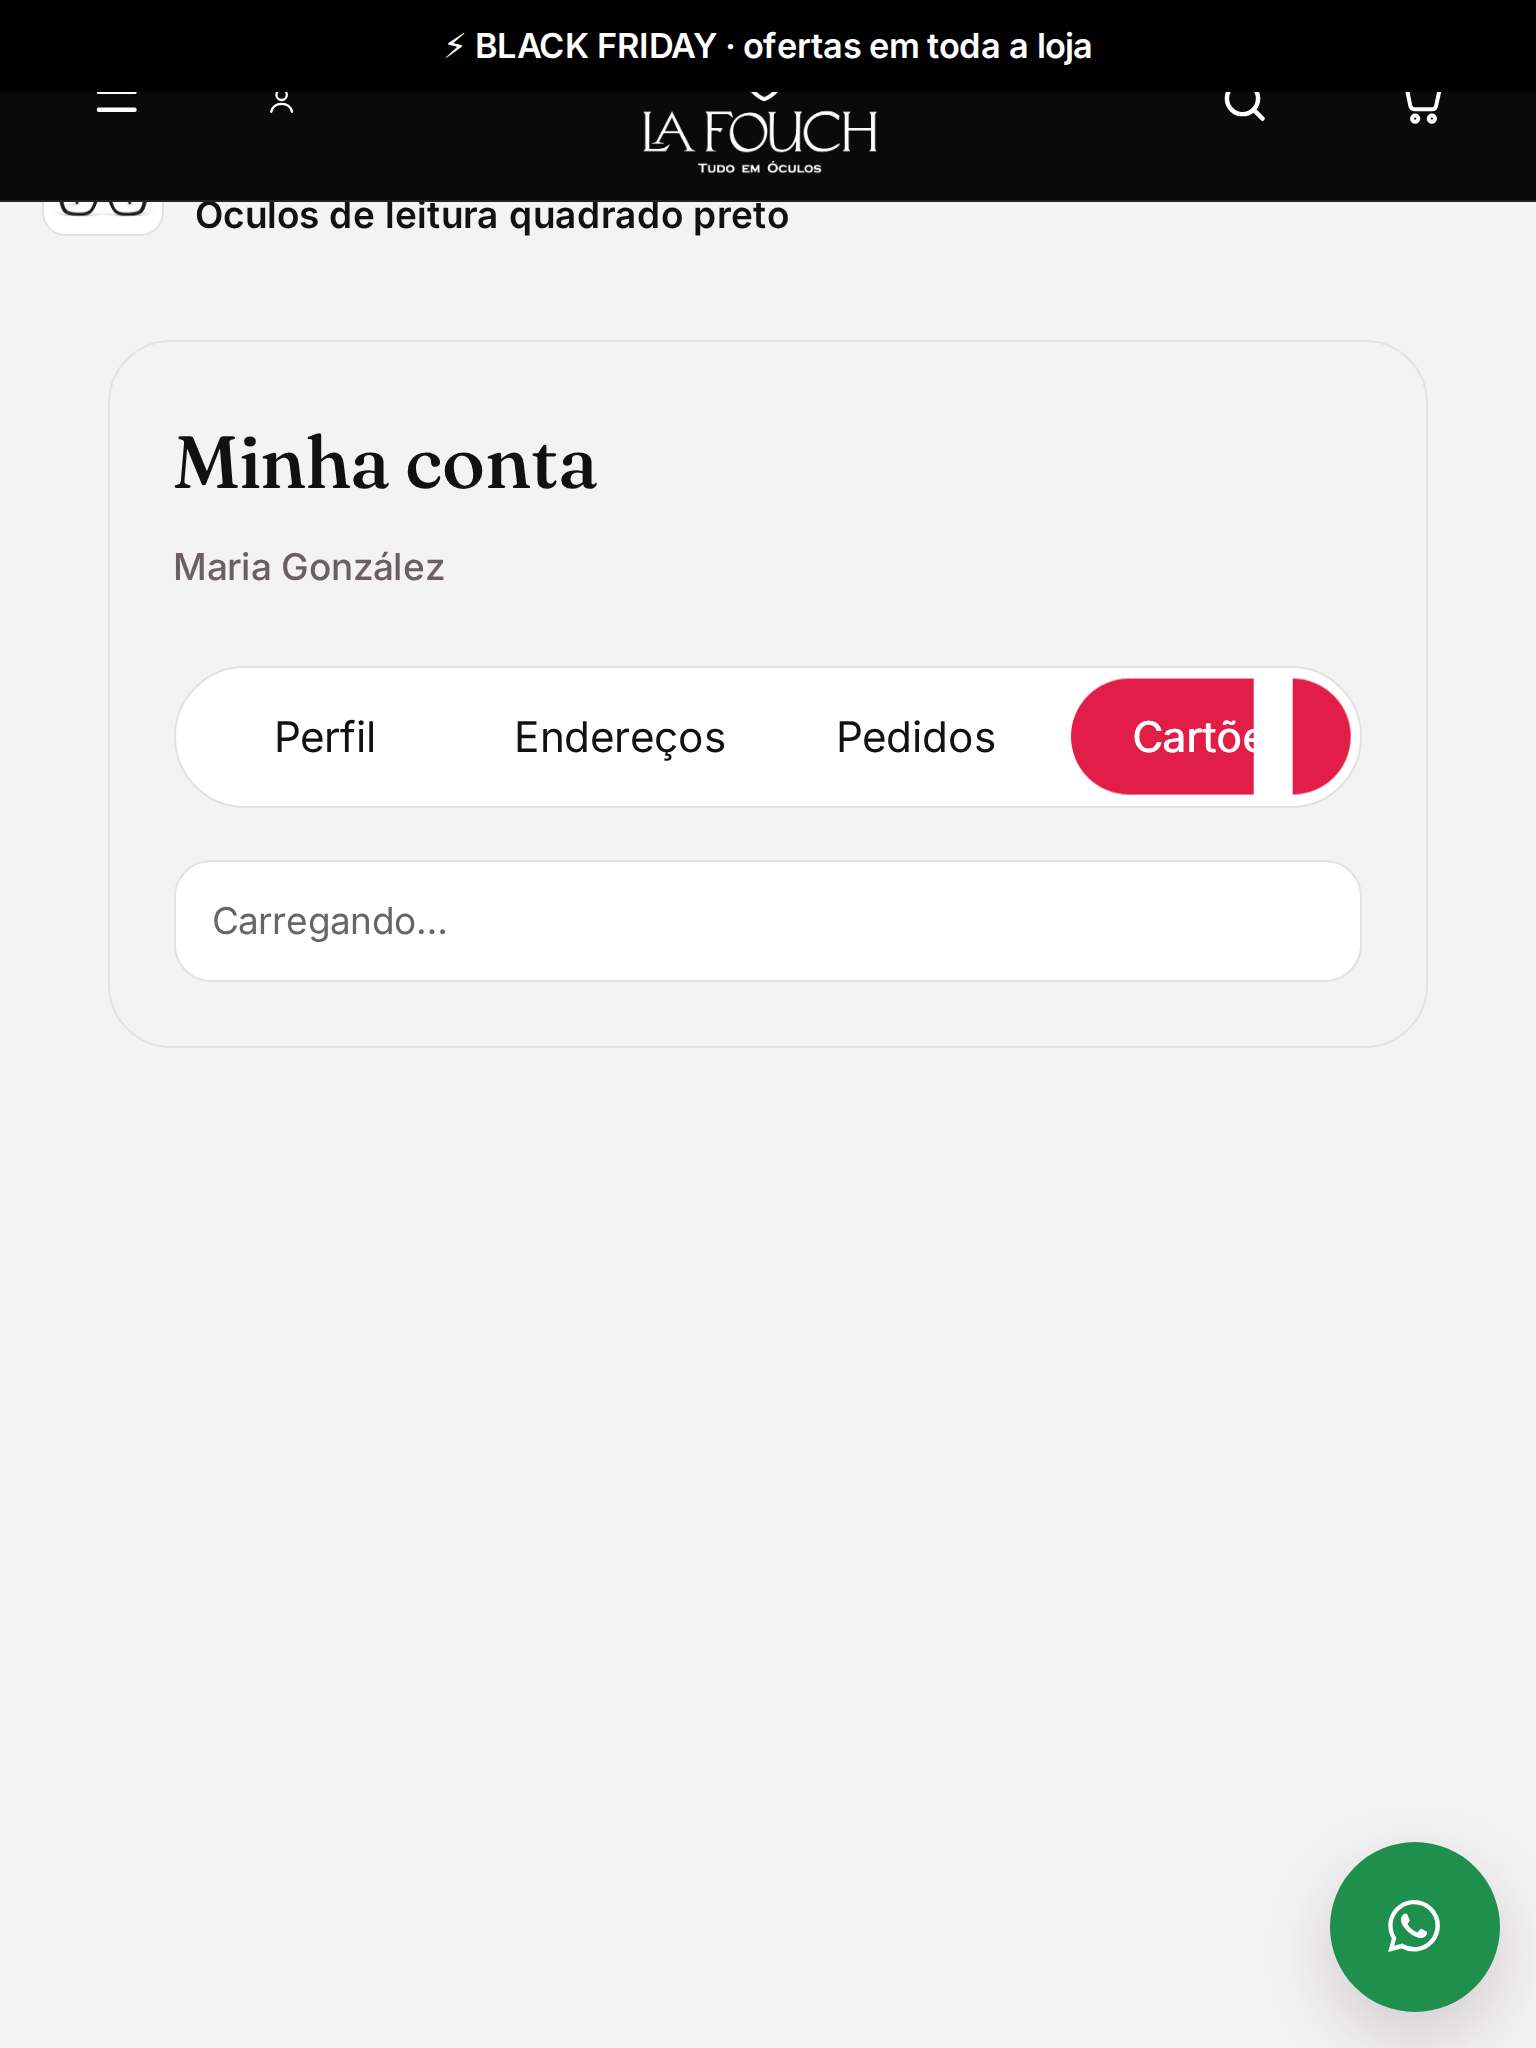 ⚡ BLACK FRIDAY · ofertas em toda a loja
LA FOUCH
TUDO EM ÓCULOS
Óculos de leitura quadrado preto
Minha conta
Maria González
Perfil Endereços Pedidos Cartõe
Carregando...